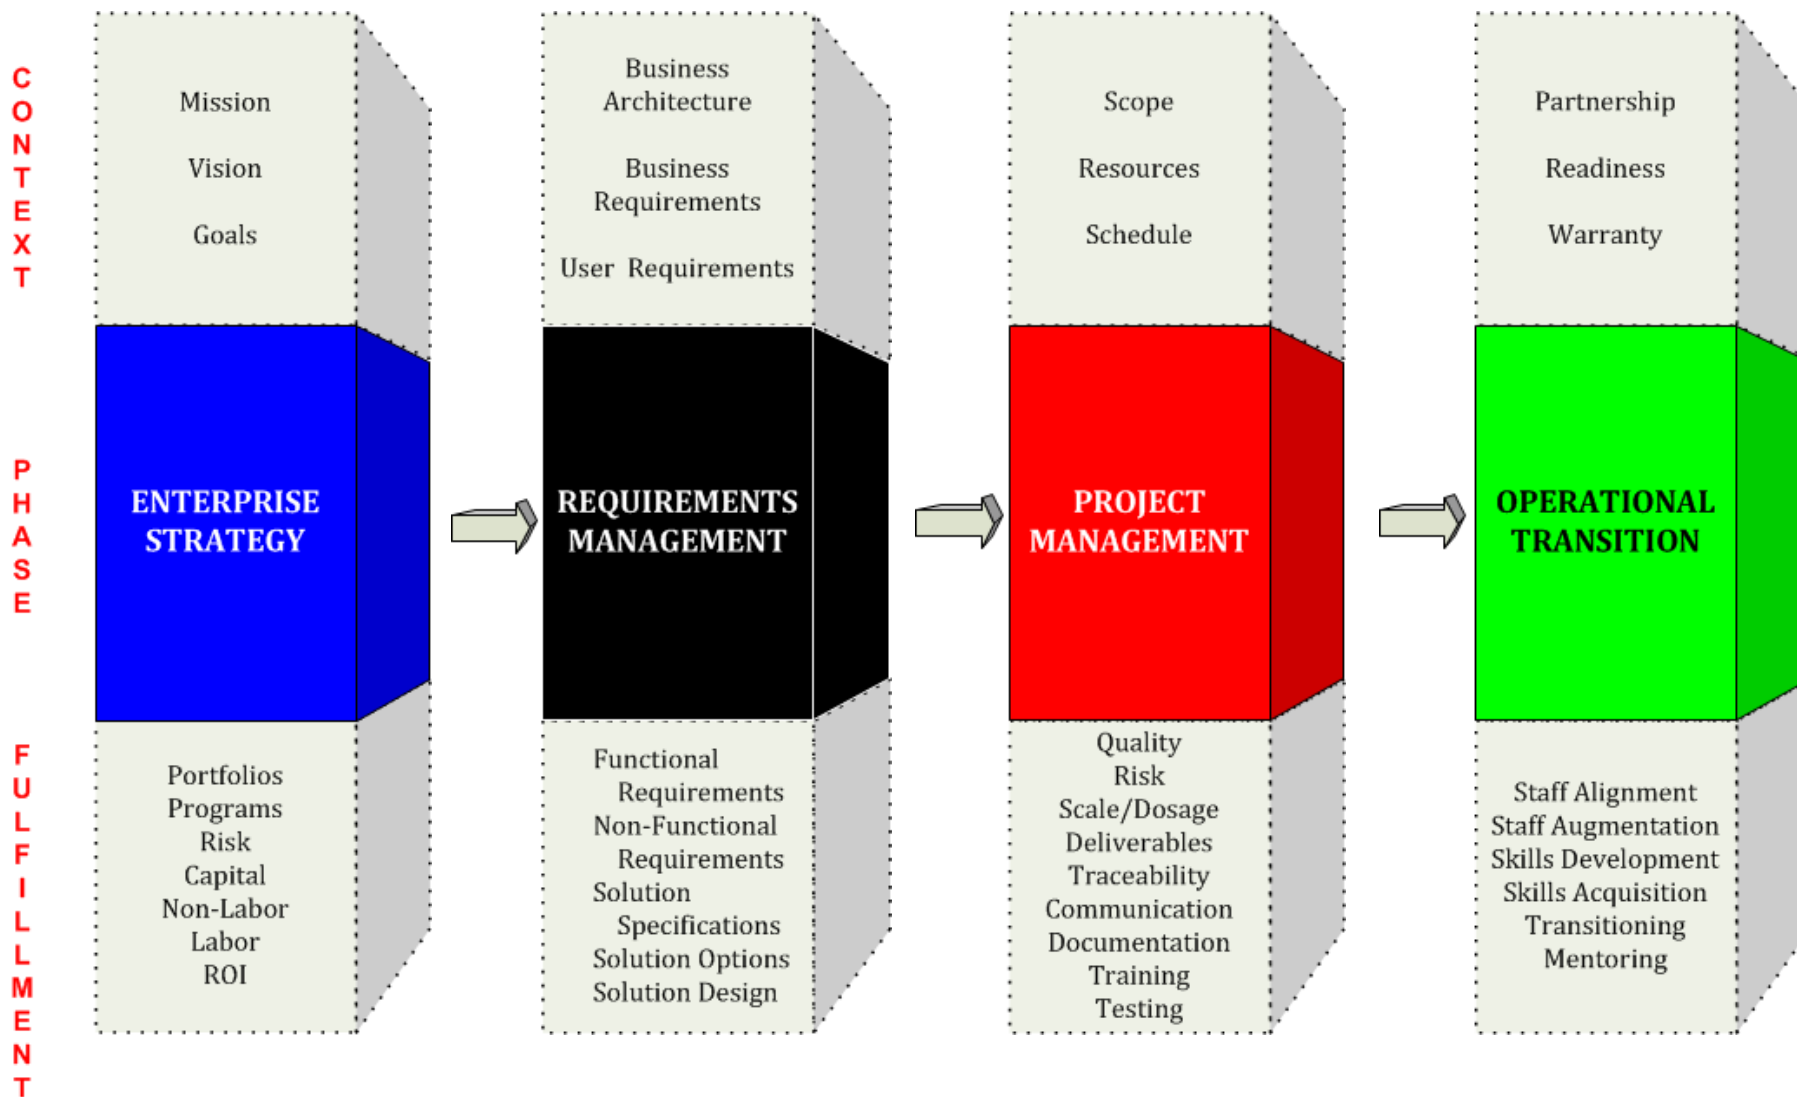 CONTEXT
Mission
Vision
Goals
Business
Architecture
Business
Requirements
User Requirements
Scope
Resources
Schedule
Partnership
Readiness
Warranty
PHASE
ENTERPRISE
STRATEGY
REQUIREMENTS
MANAGEMENT
PROJECT
MANAGEMENT
OPERATIONAL
TRANSITION
FULFILLMENT
Portfolios
Programs
Risk
Capital
Non-Labor
Labor
ROI
Functional
Requirements
Non-Functional
Requirements
Solution
Specifications
Solution Options
Solution Design
Quality
Risk
Scale/Dosage
Deliverables
Traceability
Communication
Documentation
Training
Testing
Staff Alignment
Staff Augmentation
Skills Development
Skills Acquisition
Transitioning
Mentoring